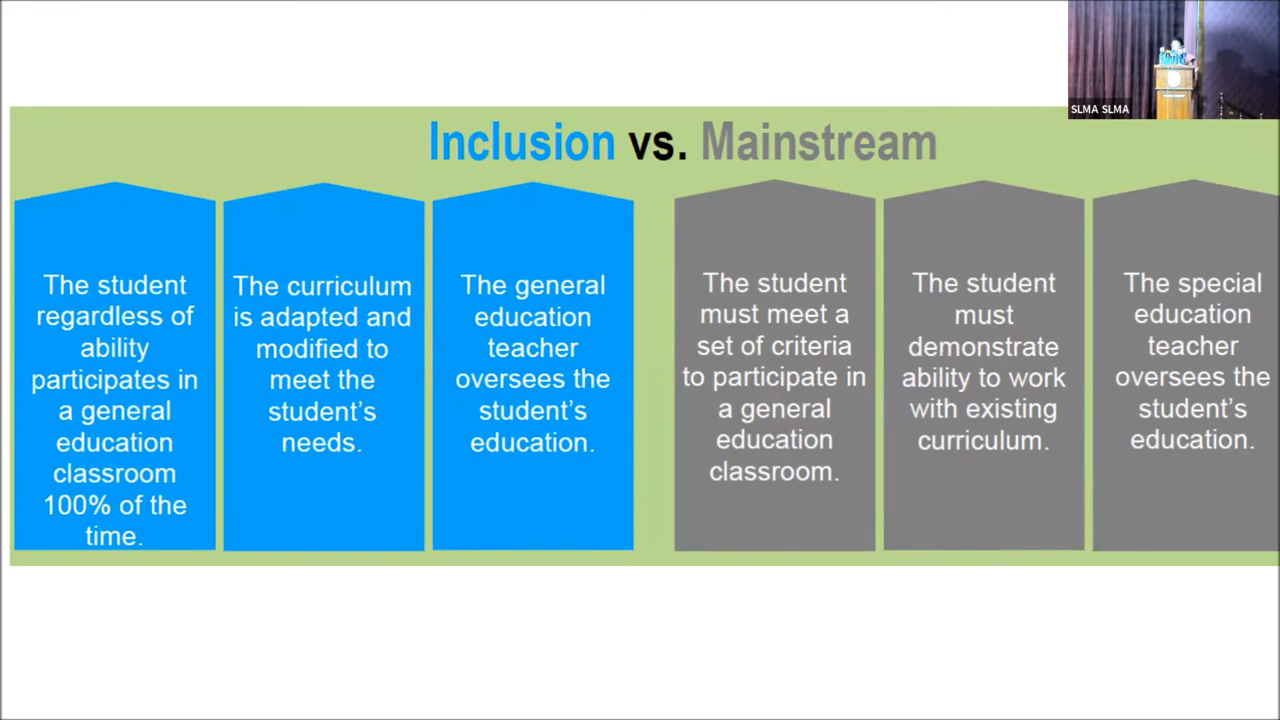 SLMA SLMA
Inclusion vs. Mainstream
The student
regardless of
ability
participates in
a general
education
classroom
100% of the
time.
The curriculum
is adapted and
modified to
meet the
student’s
needs.
The general
education
teacher
oversees the
student’s
education.
The student
must meet a
set of criteria
to participate in
a general
education
classroom.
The student
must
demonstrate
ability to work
with existing
curriculum.
The special
education
teacher
oversees the
student’s
education.